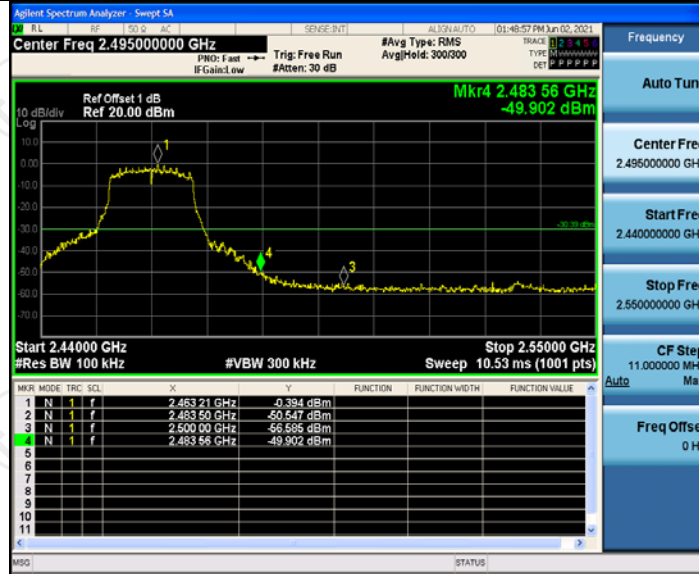 Agilent Spectrum Analyzer - Swept SA
RL RF 50 Ω AC SENSE:INT ALIGN AUTO 01:48:57 PM Jun 02, 2021
Center Freq 2.495000000 GHz
PNO: Fast
IFGain:Low
Trig: Free Run
#Atten: 30 dB
#Avg Type: RMS
Avg|Hold: 300/300
TRACE 1 2 3 4 5 6
TYPE M
DET P P P P P P
Ref Offset 1 dB
10 dB/div Ref 20.00 dBm
Log
Mkr4 2.483 56 GHz
-49.902 dBm
10.0
0.00
-10.0
-20.0
-30.0
-40.0
-50.0
-60.0
-70.0
1
4
3
-30.39 dBm
Start 2.44000 GHz Stop 2.55000 GHz
#Res BW 100 kHz #VBW 300 kHz Sweep 10.53 ms (1001 pts)
MKR MODE TRC SCL X Y FUNCTION FUNCTION WIDTH FUNCTION VALUE
1 N 1 f 2.463 21 GHz -0.394 dBm
2 N 1 f 2.483 50 GHz -50.547 dBm
3 N 1 f 2.500 00 GHz -56.585 dBm
4 N 1 f 2.483 56 GHz -49.902 dBm
5
6
7
8
9
10
11
MSG STATUS
Frequency
Auto Tun
Center Fre
2.495000000 GH
Start Fre
2.440000000 GH
Stop Fre
2.550000000 GH
CF Ste
11.000000 MH
Auto Ma
Freq Offse
0 H